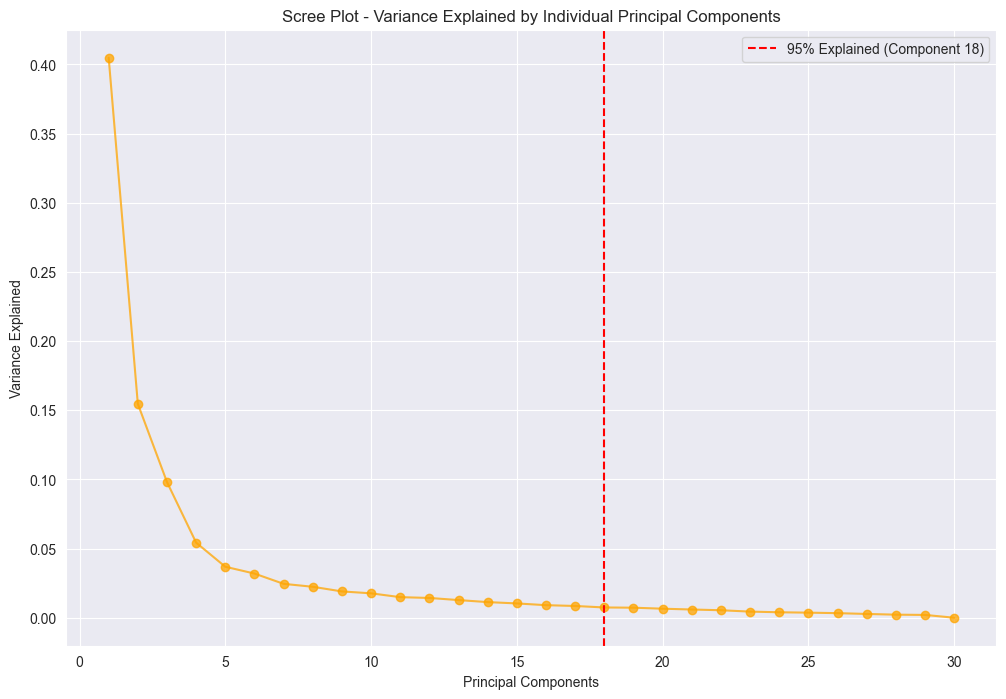 Scree Plot - Variance Explained by Individual Principal Components
95% Explained (Component 18)
Variance Explained
0.40
0.35
0.30
0.25
0.20
0.15
0.10
0.05
0.00
0 5 10 15 20 25 30
Principal Components